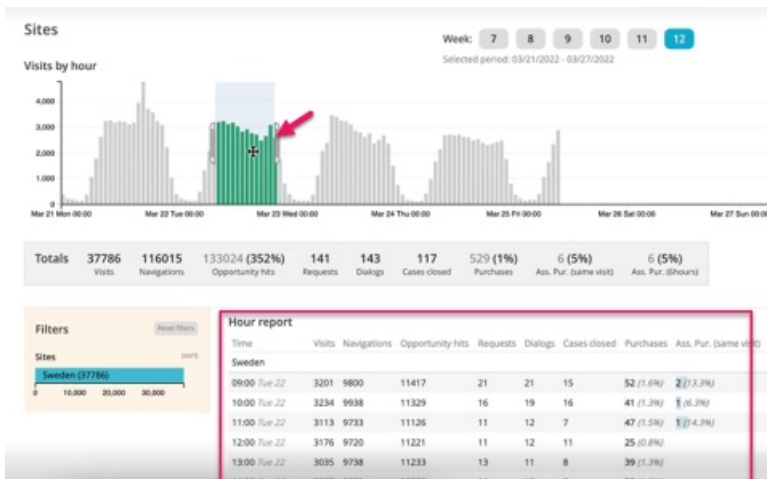 Sites
Week: 7 8 9 10 11 12
Selected period: 03/21/2022 - 03/27/2022
Visits by hour
4,000
3,000
2,000
1,000
0
Mar 21 Mon 00:00 Mar 22 Tue 00:00 Mar 23 Wed 00:00 Mar 24 Thu 00:00 Mar 25 Fri 00:00 Mar 26 Sat 00:00 Mar 27 Sun 00:00
Totals 37786 116015 133024 (352%) 141 143 117 529 (1%) 6 (5%) 6 (5%)
Visits Navigations Opportunity hits Requests Dialogs Cases closed Purchases Ass. Pur. (same visit) Ass. Pur. (6hours)
Filters Reset filters
Sites (sort)
Sweden (37786)
0 10,000 20,000 30,000
Hour report
Time Visits Navigations Opportunity hits Requests Dialogs Cases closed Purchases Ass. Pur. (same visit)
Sweden
09:00 Tue 22 3201 9800 11417 21 21 15 52 (1.6%) 2 (13.3%)
10:00 Tue 22 3234 9938 11329 16 19 16 41 (1.3%) 1 (6.3%)
11:00 Tue 22 3113 9733 11126 11 12 7 47 (1.5%) 1 (14.3%)
12:00 Tue 22 3176 9720 11221 11 12 11 25 (0.8%)
13:00 Tue 22 3035 9738 11233 13 11 8 39 (1.3%)